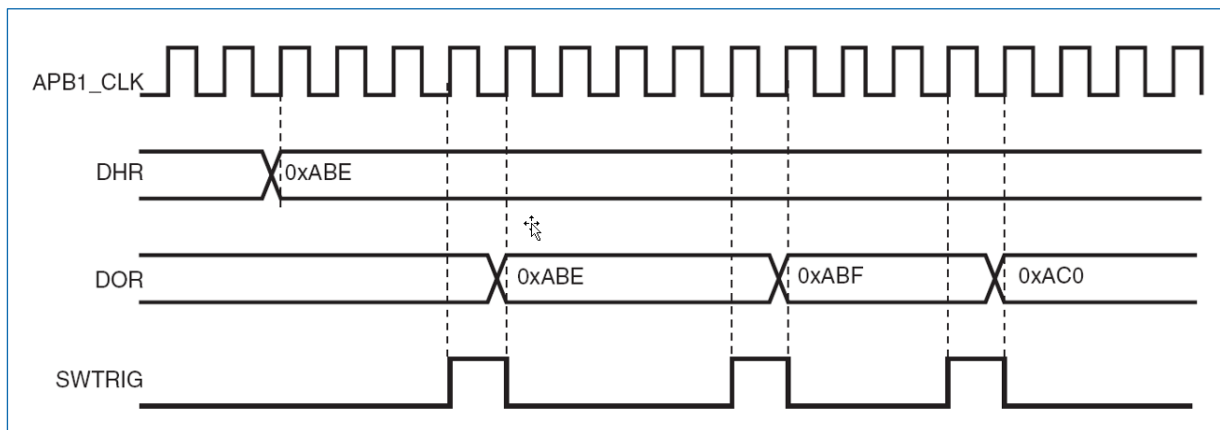 APB1_CLK
DHR
0xABE
DOR
0xABE
0xABF
0xAC0
SWTRIG